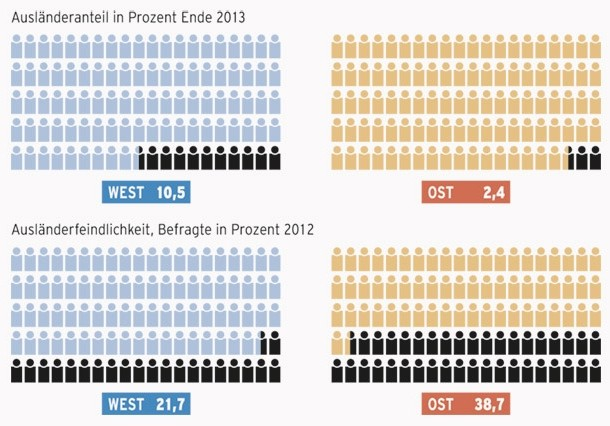 Ausländeranteil in Prozent Ende 2013
WEST 10,5
OST 2,4
Ausländerfeindlichkeit, Befragte in Prozent 2012
WEST 21,7
OST 38,7